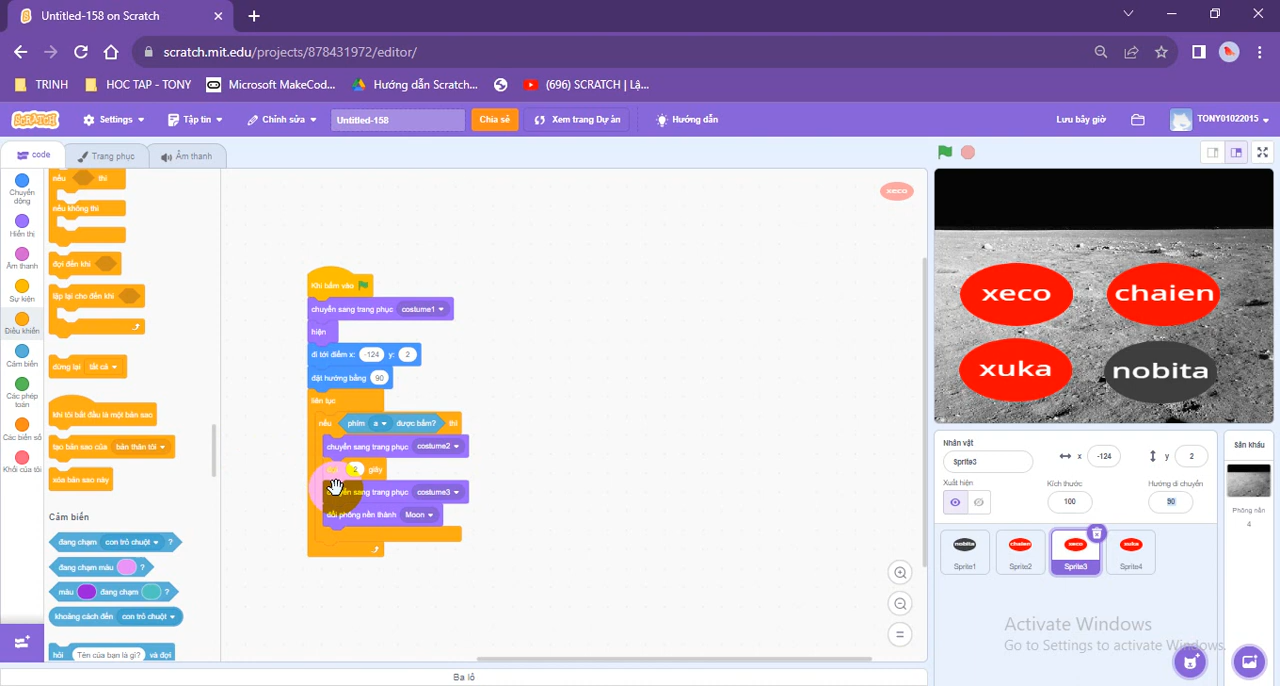 Untitled-158 on Scratch
scratch.mit.edu/projects/878431972/editor/
TRINH
HOC TAP - TONY
Microsoft MakeCod...
Hướng dẫn Scratch...
(696) SCRATCH | Lậ...
SCRATCH
Settings
Tập tin
Chỉnh sửa
Untitled-158
Chia sẻ
Xem trang Dự án
Hướng dẫn
Lưu bây giờ
TONY01022015
code
Trang phục
Âm thanh
Chuyển động
Hiển thị
Âm thanh
Sự kiện
Điều khiển
Cảm biến
Các phép toán
Các biến số
Khối của tôi
nếu thì
nếu không thì
đợi đến khi
lặp lại cho đến khi
dừng lại tất cả
khi tôi bắt đầu là một bản sao
tạo bản sao của bản thân tôi
xóa bản sao này
Cảm biến
đang chạm con trỏ chuột ?
đang chạm màu ?
màu đang chạm ?
khoảng cách đến con trỏ chuột
hỏi Tên của bạn là gì? và đợi
Khi bấm vào
chuyển sang trang phục costume1
hiện
đi tới điểm x: -124 y: 2
đặt hướng bằng 90
liên tục
nếu phím a được bấm? thì
chuyển sang trang phục costume2
2 giây
sang trang phục costume3
đổi phông nền thành Moon
xeco
xeco
chaien
xuka
nobita
Nhân vật
Sprite3
x -124
y 2
Xuất hiện
Kích thước
100
Hướng di chuyển
90
nobita
Sprite1
chaien
Sprite2
xeco
Sprite3
xuka
Sprite4
Sân khấu
Phông nền
4
Activate Windows
Go to Settings to activate Windows.
Ba lô